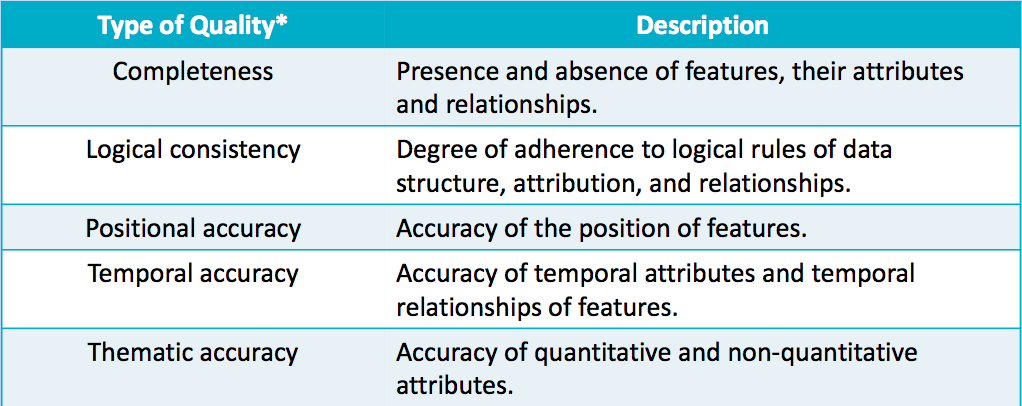 Type of Quality* Description
Completeness Presence and absence of features, their attributes
and relationships.
Logical consistency Degree of adherence to logical rules of data
structure, attribution, and relationships.
Positional accuracy Accuracy of the position of features.
Temporal accuracy Accuracy of temporal attributes and temporal
relationships of features.
Thematic accuracy Accuracy of quantitative and non-quantitative
attributes.